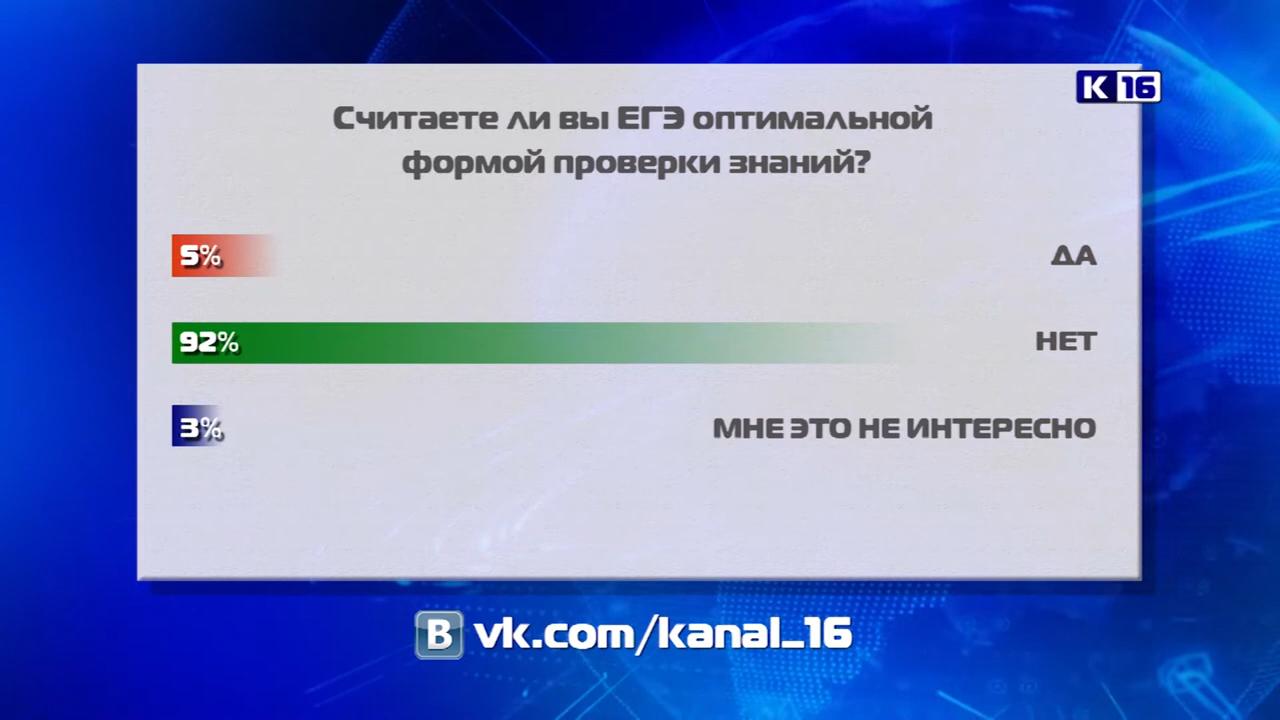 К 16
Считаете ли вы ЕГЭ оптимальной
формой проверки знаний?
5% ДА
92% НЕТ
3% МНЕ ЭТО НЕ ИНТЕРЕСНО
В vk.com/kanal_16